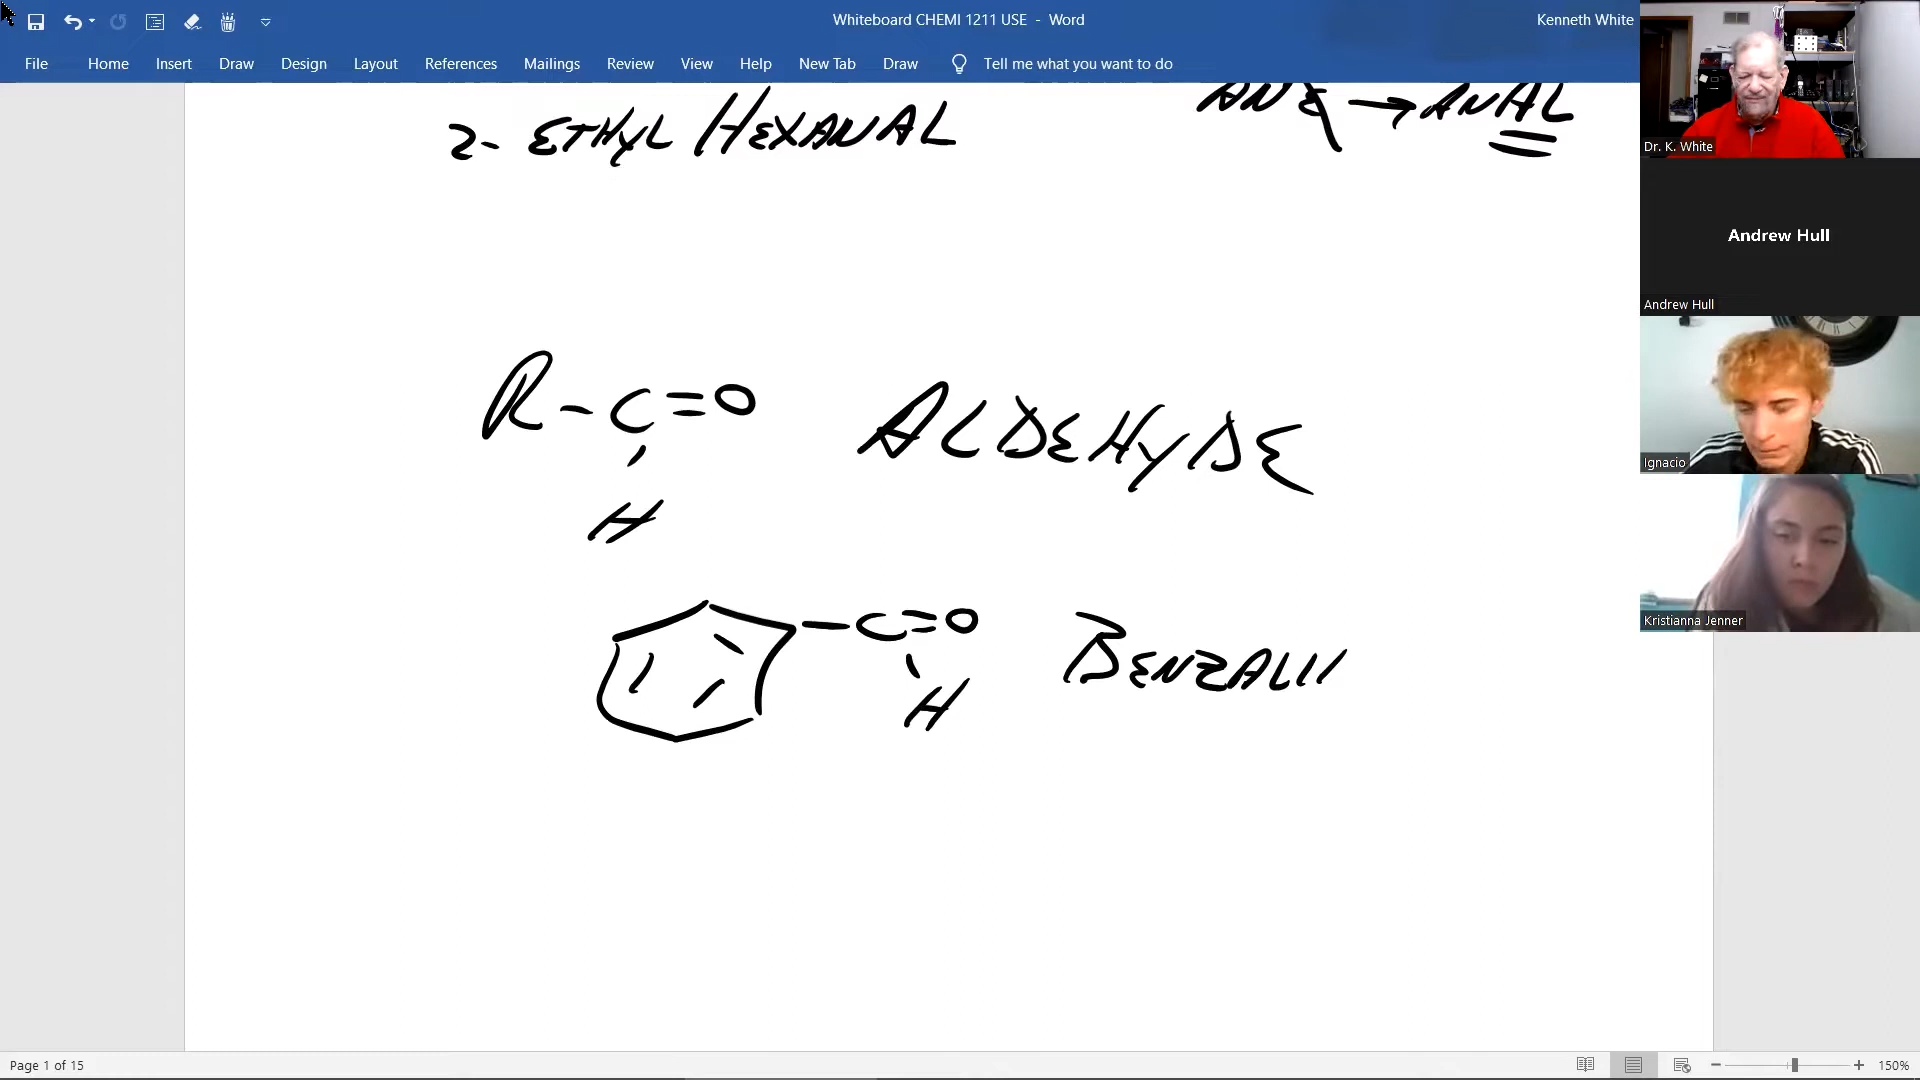 Whiteboard CHEMI 1211 USE - Word
Kenneth White
File Home Insert Draw Design Layout References Mailings Review View Help New Tab Draw Tell me what you want to do
2- ETHYL HEXANAL
ANE → ANAL
R-C=O ALDEHYDE
H
-C=O BENZALD
H
Dr. K. White
Andrew Hull
Andrew Hull
Ignacio
Kristianna Jenner
Page 1 of 15
150%